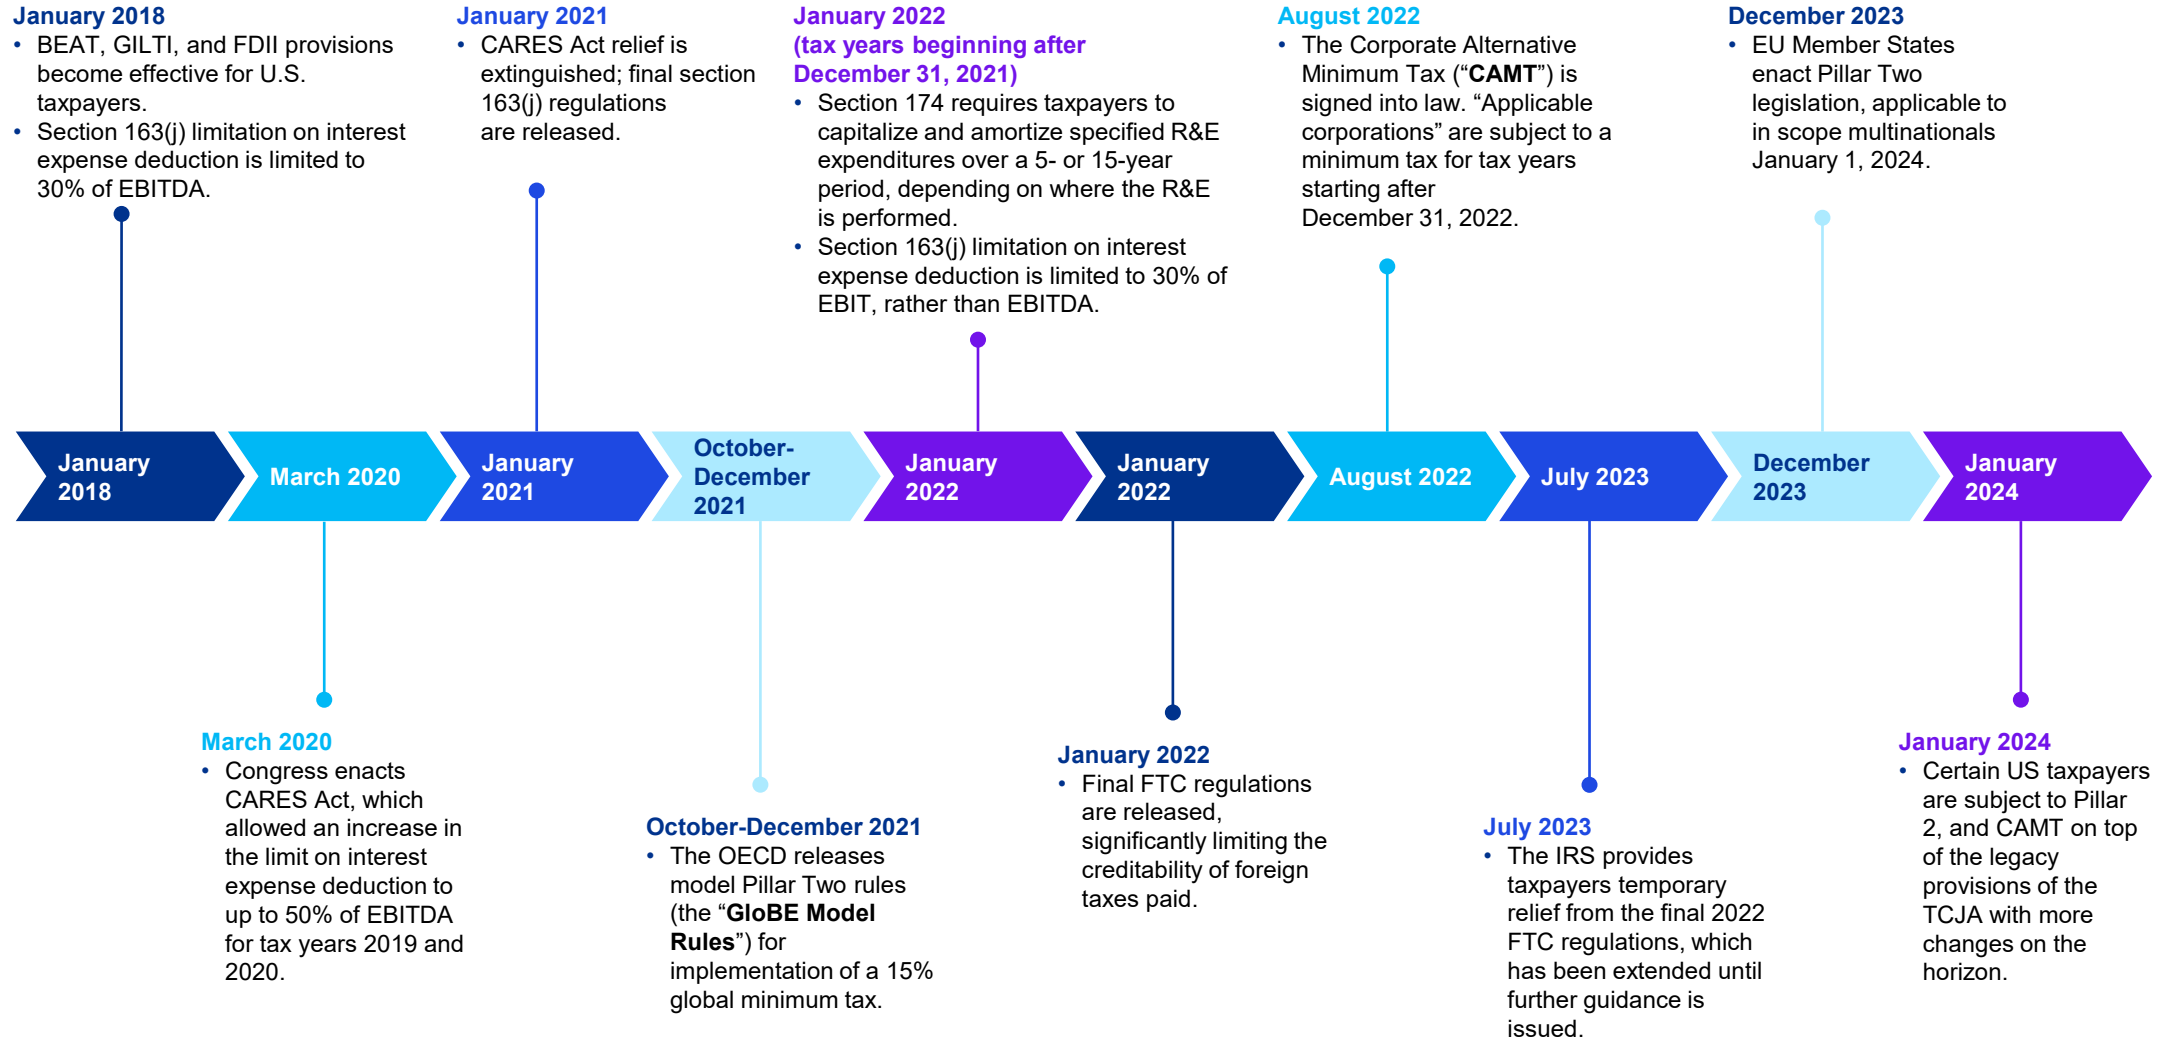 January 2018
• BEAT, GILTI, and FDII provisions
become effective for U.S.
taxpayers.
• Section 163(j) limitation on interest
expense deduction is limited to
30% of EBITDA.
January 2021
• CARES Act relief is
extinguished; final section
163(j) regulations
are released.
January 2022
(tax years beginning after
December 31, 2021)
• Section 174 requires taxpayers to
capitalize and amortize specified R&E
expenditures over a 5- or 15-year
period, depending on where the R&E
is performed.
• Section 163(j) limitation on interest
expense deduction is limited to 30% of
EBIT, rather than EBITDA.
August 2022
• The Corporate Alternative
Minimum Tax (“CAMT”) is
signed into law. “Applicable
corporations” are subject to a
minimum tax for tax years
starting after
December 31, 2022.
December 2023
• EU Member States
enact Pillar Two
legislation, applicable to
in scope multinationals
January 1, 2024.
January
2018
March 2020
January
2021
October-
December
2021
January
2022
January
2022
August 2022
July 2023
December
2023
January
2024
March 2020
• Congress enacts
CARES Act, which
allowed an increase in
the limit on interest
expense deduction to
up to 50% of EBITDA
for tax years 2019 and
2020.
October-December 2021
• The OECD releases
model Pillar Two rules
(the “GloBE Model
Rules”) for
implementation of a 15%
global minimum tax.
January 2022
• Final FTC regulations
are released,
significantly limiting the
creditability of foreign
taxes paid.
July 2023
• The IRS provides
taxpayers temporary
relief from the final 2022
FTC regulations, which
has been extended until
further guidance is
issued.
January 2024
• Certain US taxpayers
are subject to Pillar
2, and CAMT on top
of the legacy
provisions of the
TCJA with more
changes on the
horizon.